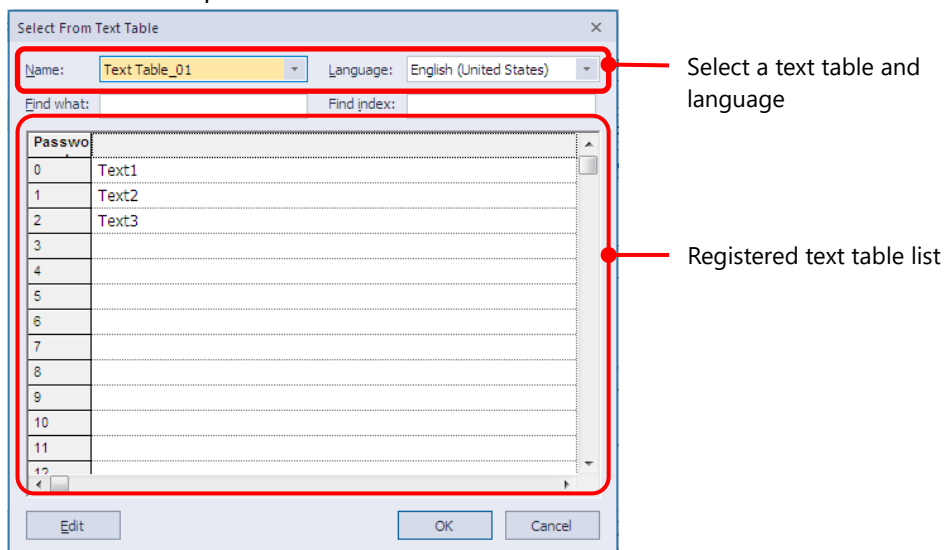 Select From Text Table
Name: Text Table_01 Language: English (United States)
Select a text table and
language
Find what: Find index:
Passwo
0 Text1
1 Text2
2 Text3
3
Registered text table list
4
5
6
7
8
9
10
11
12
Edit OK Cancel